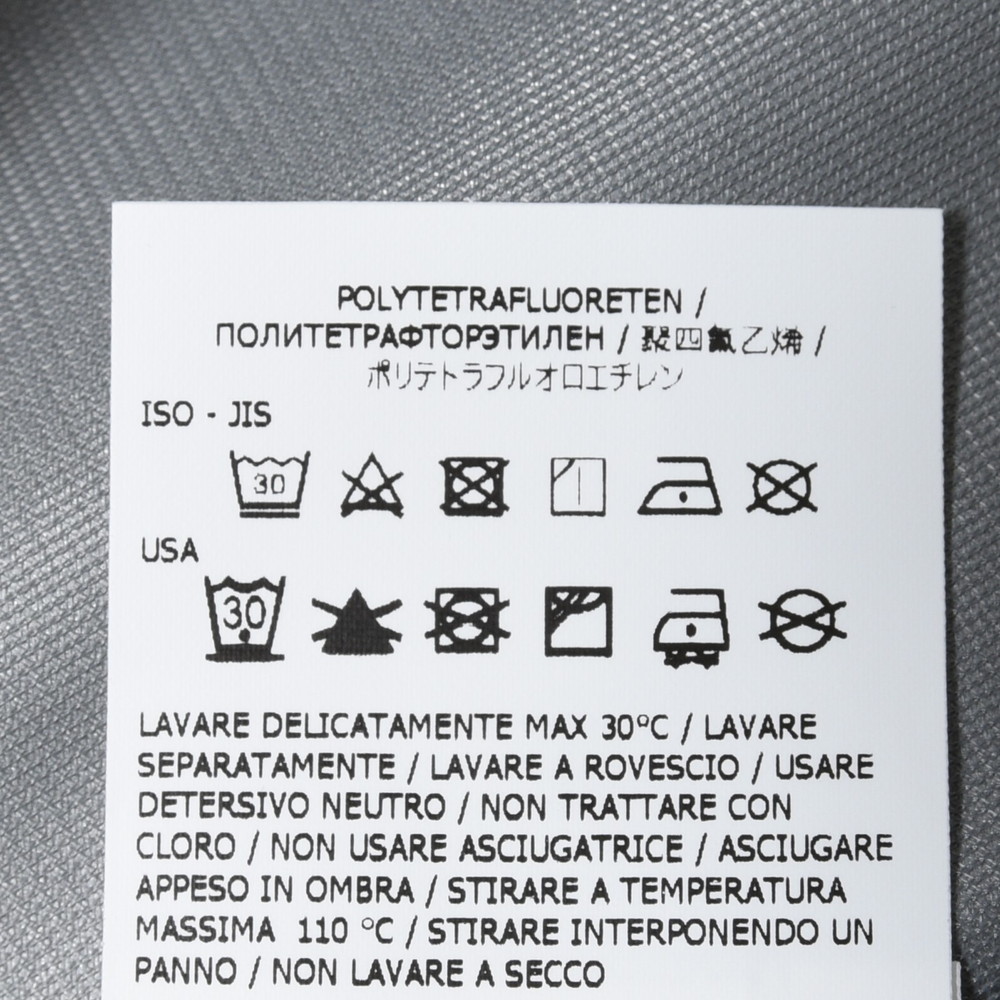 POLYTETRAFLUORETEN /
ПОЛИТЕТРАФТОРЭТИЛЕН / 聚四氟乙烯 /
ポリテトラフルオロエチレン
ISO - JIS
30
USA
30
LAVARE DELICATAMENTE MAX 30°C / LAVARE
SEPARATAMENTE / LAVARE A ROVESCIO / USARE
DETERSIVO NEUTRO / NON TRATTARE CON
CLORO / NON USARE ASCIUGATRICE / ASCIUGARE
APPESO IN OMBRA / STIRARE A TEMPERATURA
MASSIMA 110 °C / STIRARE INTERPONENDO UN
PANNO / NON LAVARE A SECCO